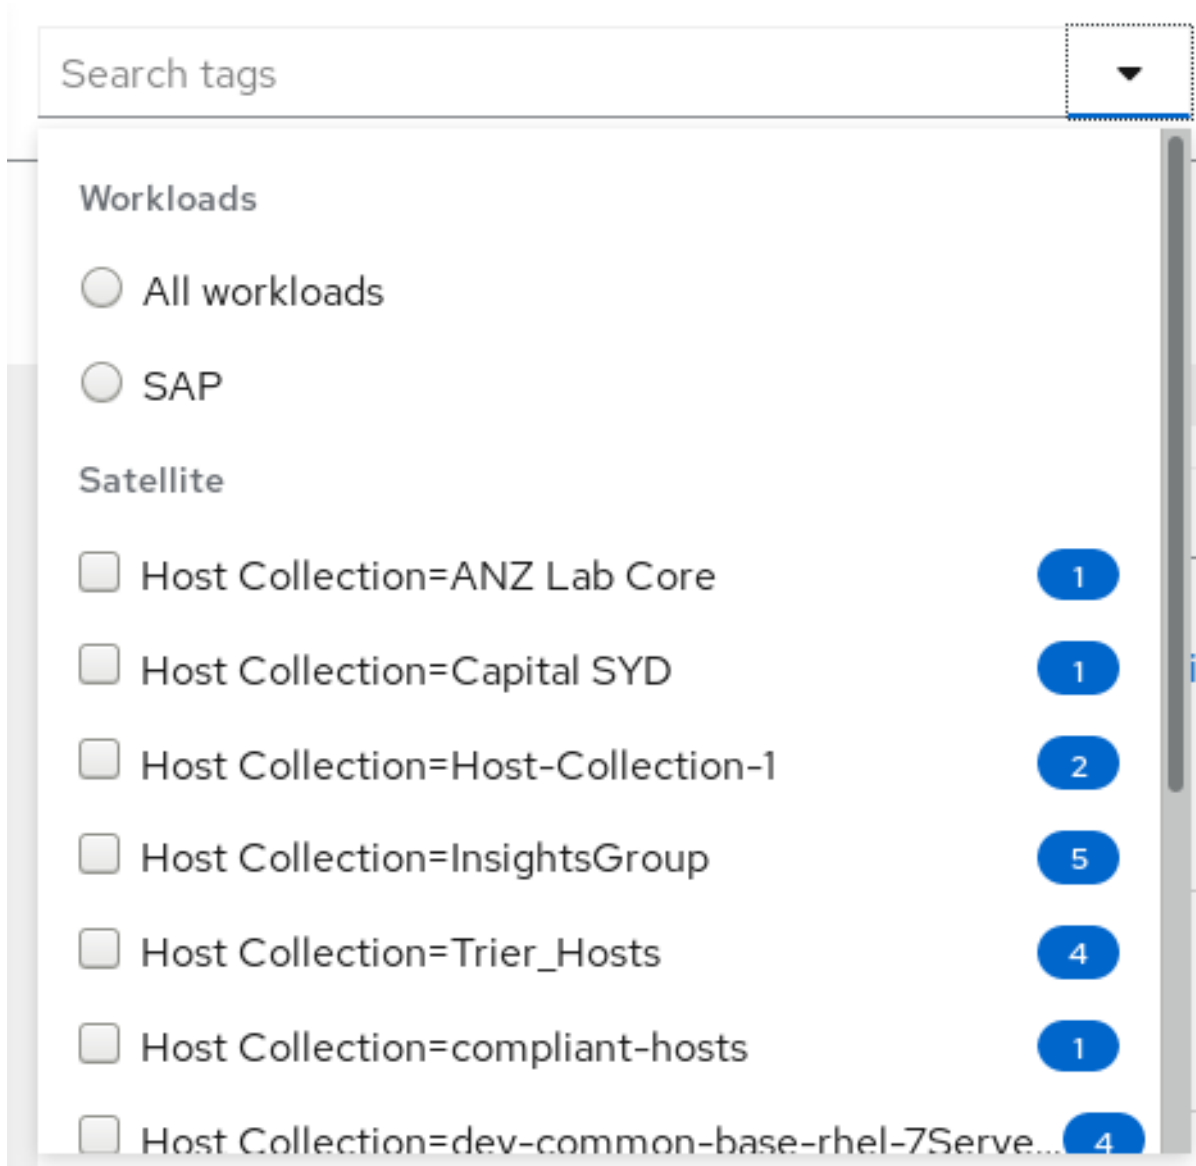 Search tags
Workloads
All workloads
SAP
Satellite
Host Collection=ANZ Lab Core 1
Host Collection=Capital SYD 1
Host Collection=Host-Collection-1 2
Host Collection=InsightsGroup 5
Host Collection=Trier_Hosts 4
Host Collection=compliant-hosts 1
Host Collection=dev-common-base-rhel-7Serve... 4